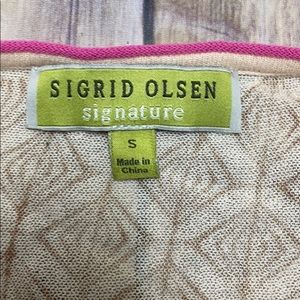 SIGRID OLSEN
signature
S
Made in
China